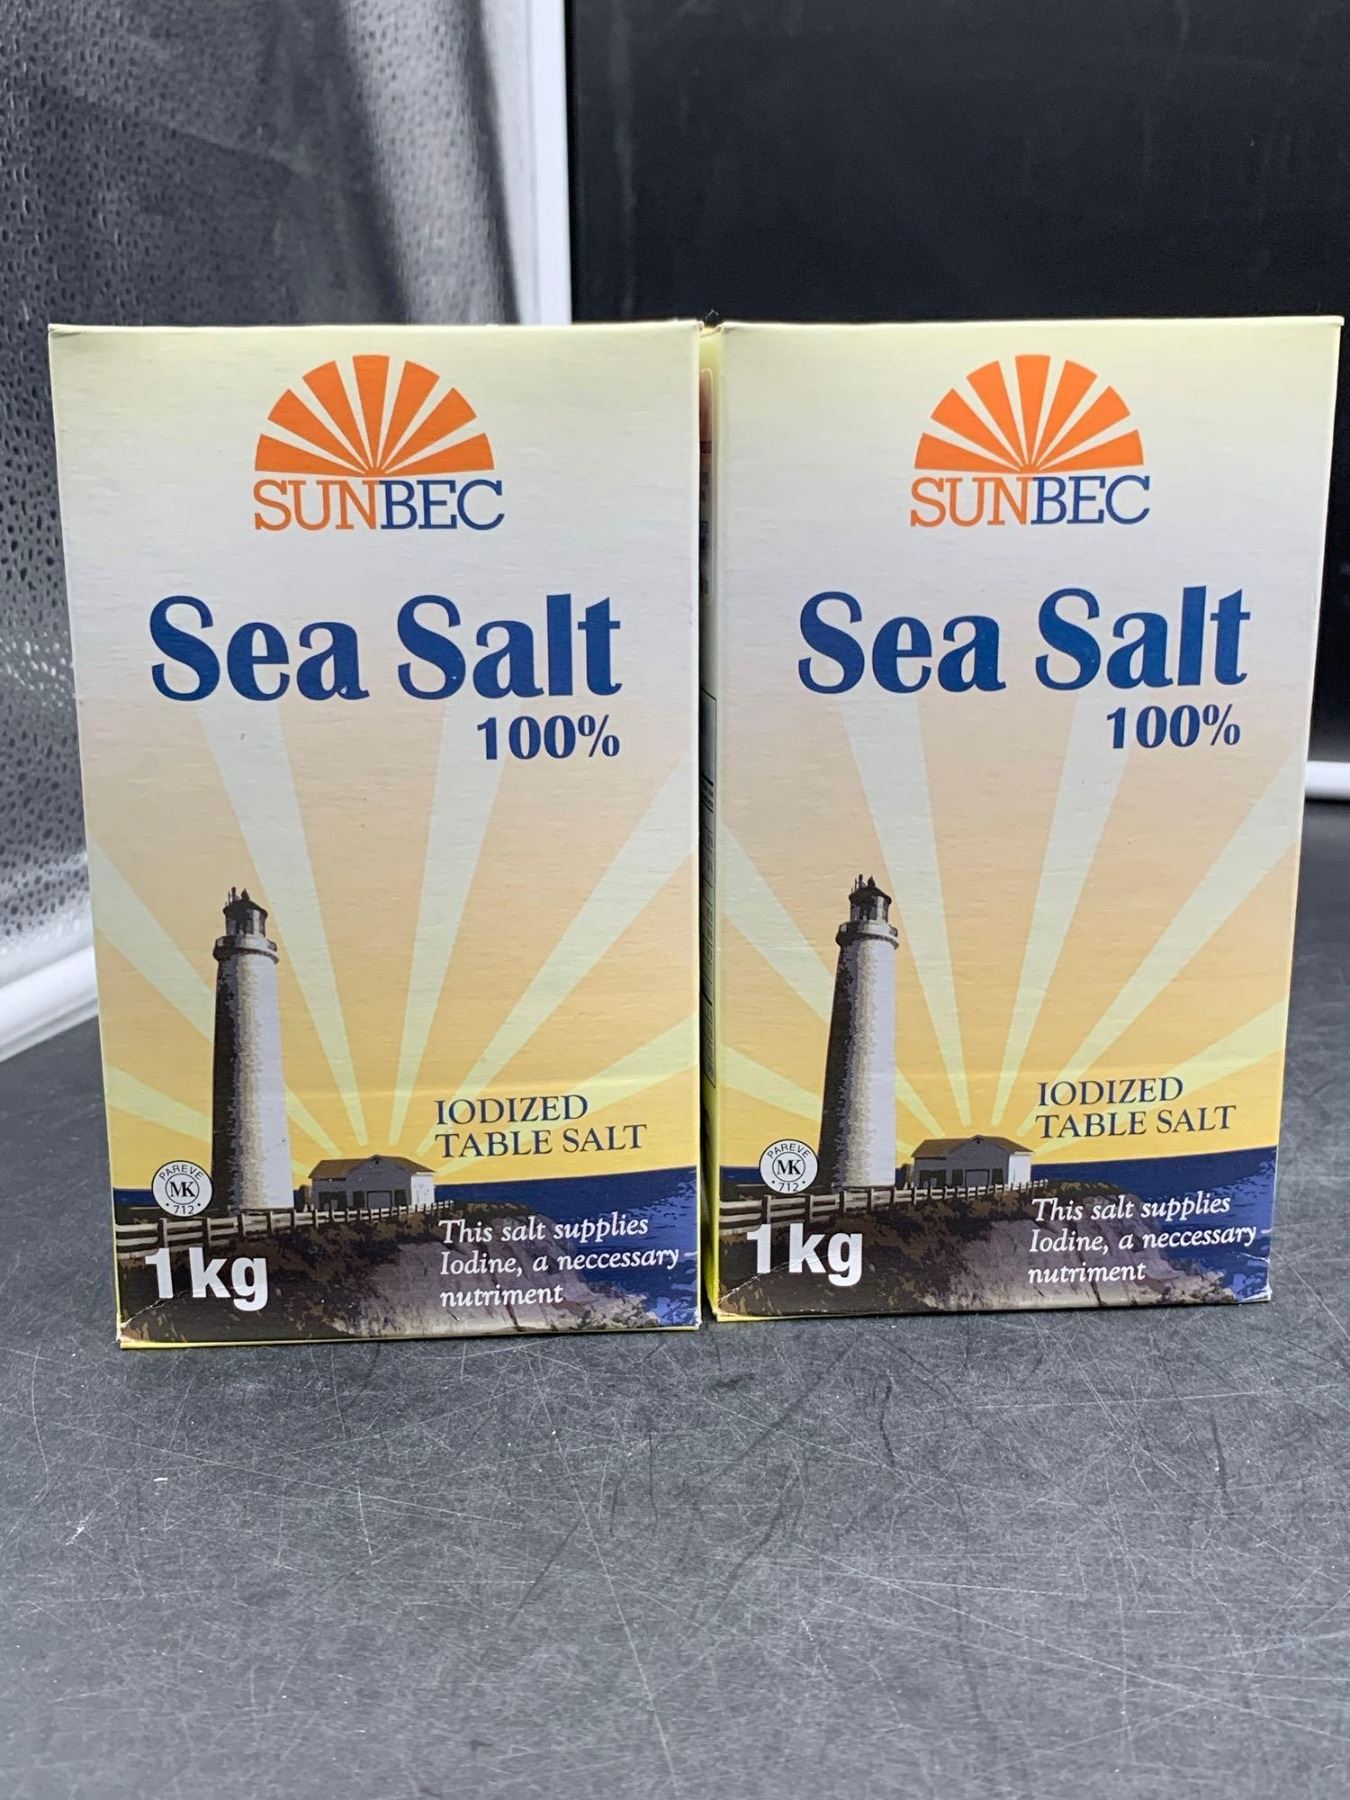 SUNBEC
Sea Salt
100%
IODIZED
TABLE SALT
PAREVE
MK
• 712 •
1kg
This salt supplies
Iodine, a neccessary
nutriment
SUNBEC
Sea Salt
100%
IODIZED
TABLE SALT
PAREVE
MK
• 712 •
1kg
This salt supplies
Iodine, a neccessary
nutriment